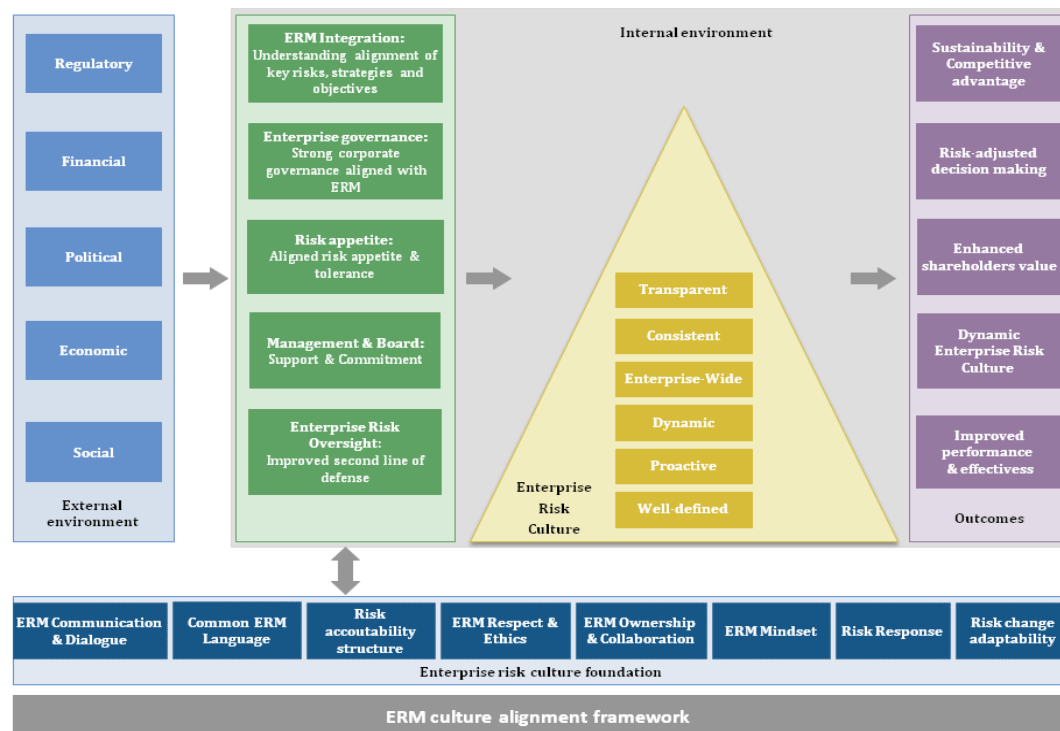 Regulatory
Financial
Political
Economic
Social
External
environment
ERM Integration:
Understanding alignment of
key risks, strategies and
objectives
Enterprise governance:
Strong corporate
governance aligned with
ERM
Risk appetite:
Aligned risk appetite &
tolerance
Management & Board:
Support & Commitment
Enterprise Risk
Oversight:
Improved second line of
defense
Internal environment
Transparent
Consistent
Enterprise-Wide
Dynamic
Proactive
Well-defined
Enterprise
Risk
Culture
Sustainability &
Competitive
advantage
Risk-adjusted
decision making
Enhanced
shareholders value
Dynamic
Enterprise Risk
Culture
Improved
performance
& effectivess
Outcomes
ERM Communication
& Dialogue
Common ERM
Language
Risk
accoutability
structure
ERM Respect &
Ethics
ERM Ownership
& Collaboration
ERM Mindset
Risk Response
Risk change
adaptability
Enterprise risk culture foundation
ERM culture alignment framework